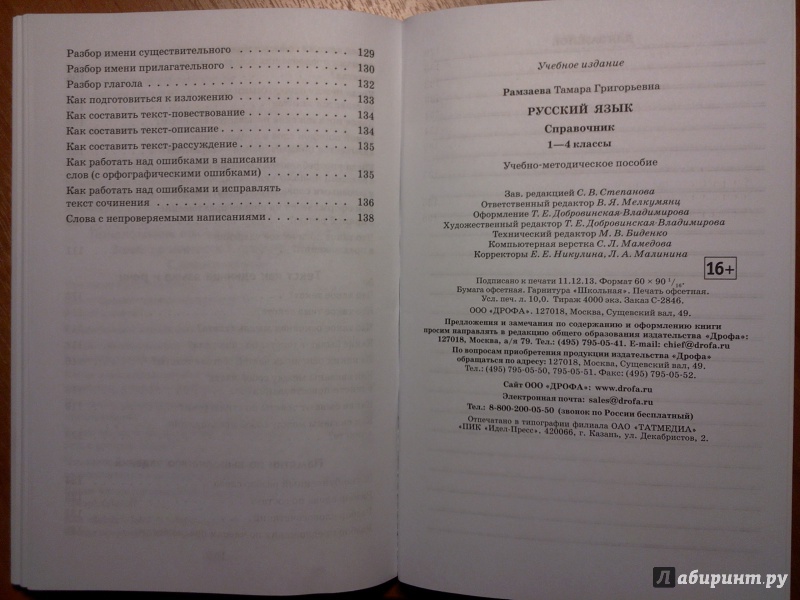 Разбор имени существительного . . . . . . . . . . . 129
Разбор имени прилагательного . . . . . . . . . . . . 130
Разбор глагола . . . . . . . . . . . . . . . . . . . 132
Как подготовиться к изложению . . . . . . . . . . . 133
Как составить текст-повествование . . . . . . . . . 134
Как составить текст-описание . . . . . . . . . . . . 134
Как составить текст-рассуждение . . . . . . . . . . 135
Как работать над ошибками в написании
слов (с орфографическими ошибками) . . . . . . . . . 135
Как работать над ошибками и исправлять
текст сочинения . . . . . . . . . . . . . . . . . . 136
Слова с непроверяемыми написаниями . . . . . . . . . 138
Учебное издание
Рамзаева Тамара Григорьевна
РУССКИЙ ЯЗЫК
Справочник
1—4 классы
Учебно-методическое пособие
Зав. редакцией С. В. Степанова
Ответственный редактор В. Я. Мелкумянц
Оформление Т. Е. Добровинская-Владимирова
Художественный редактор Т. Е. Добровинская-Владимирова
Технический редактор М. В. Биденко
Компьютерная верстка С. Л. Мамедова
Корректоры Е. Е. Никулина, Л. А. Малинина
16+
Подписано к печати 11.12.13. Формат 60 × 90 1/16.
Бумага офсетная. Гарнитура «Школьная». Печать офсетная.
Усл. печ. л. 10,0. Тираж 4000 экз. Заказ С-2846.
ООО «ДРОФА». 127018, Москва, Сущевский вал, 49.
Предложения и замечания по содержанию и оформлению книги
просим направлять в редакцию общего образования издательства «Дрофа»:
127018, Москва, а/я 79. Тел.: (495) 795-05-41. E-mail: chief@drofa.ru
По вопросам приобретения продукции издательства «Дрофа»
обращаться по адресу: 127018, Москва, Сущевский вал, 49.
Тел.: (495) 795-05-50, 795-05-51. Факс: (495) 795-05-52.
Сайт ООО «ДРОФА»: www.drofa.ru
Электронная почта: sales@drofa.ru
Тел.: 8-800-200-05-50 (звонок по России бесплатный)
Отпечатано в типографии филиала ОАО «ТАТМЕДИА»
«ПИК «Идел-Пресс». 420066, г. Казань, ул. Декабристов, 2.
Лабиринт.ру